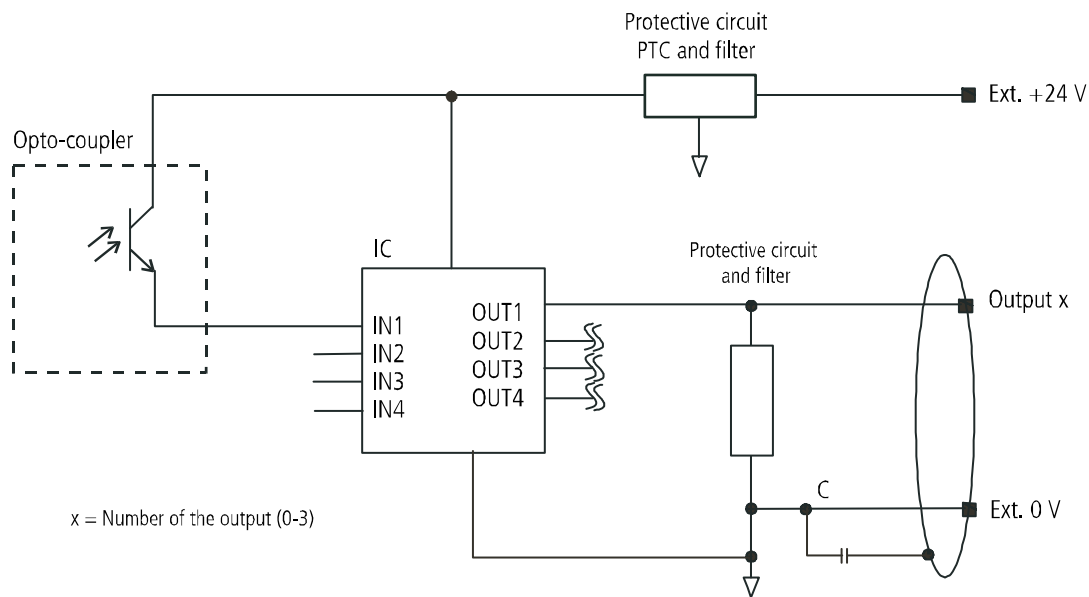 Protective circuit
PTC and filter
Ext. +24 V
Opto-coupler
IC
Protective circuit
and filter
Output x
IN1
IN2
IN3
IN4
OUT1
OUT2
OUT3
OUT4
C
Ext. 0 V
x = Number of the output (0-3)